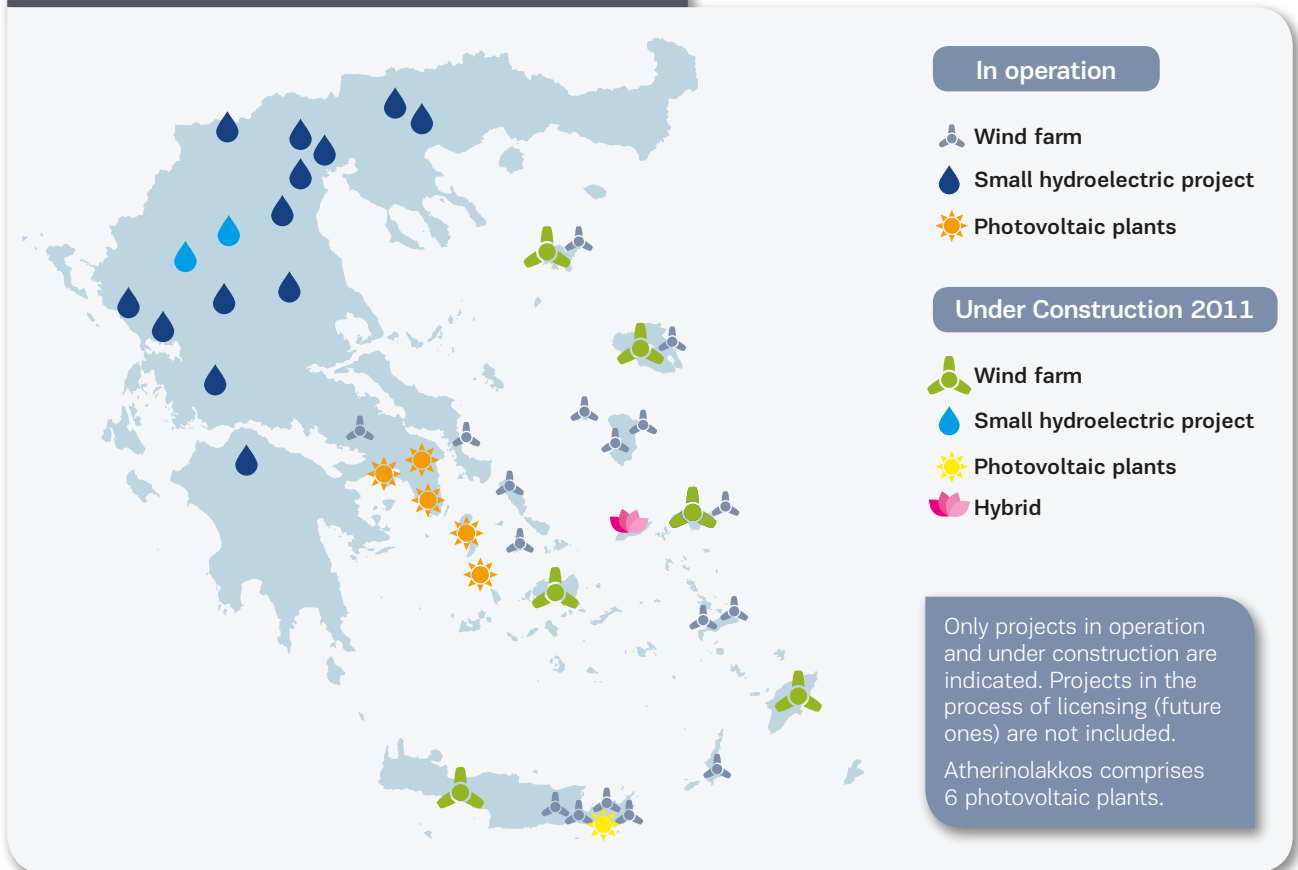 In operation
Wind farm
Small hydroelectric project
Photovoltaic plants
Under Construction 2011
Wind farm
Small hydroelectric project
Photovoltaic plants
Hybrid
Only projects in operation
and under construction are
indicated. Projects in the
process of licensing (future
ones) are not included.
Atherinolakkos comprises
6 photovoltaic plants.